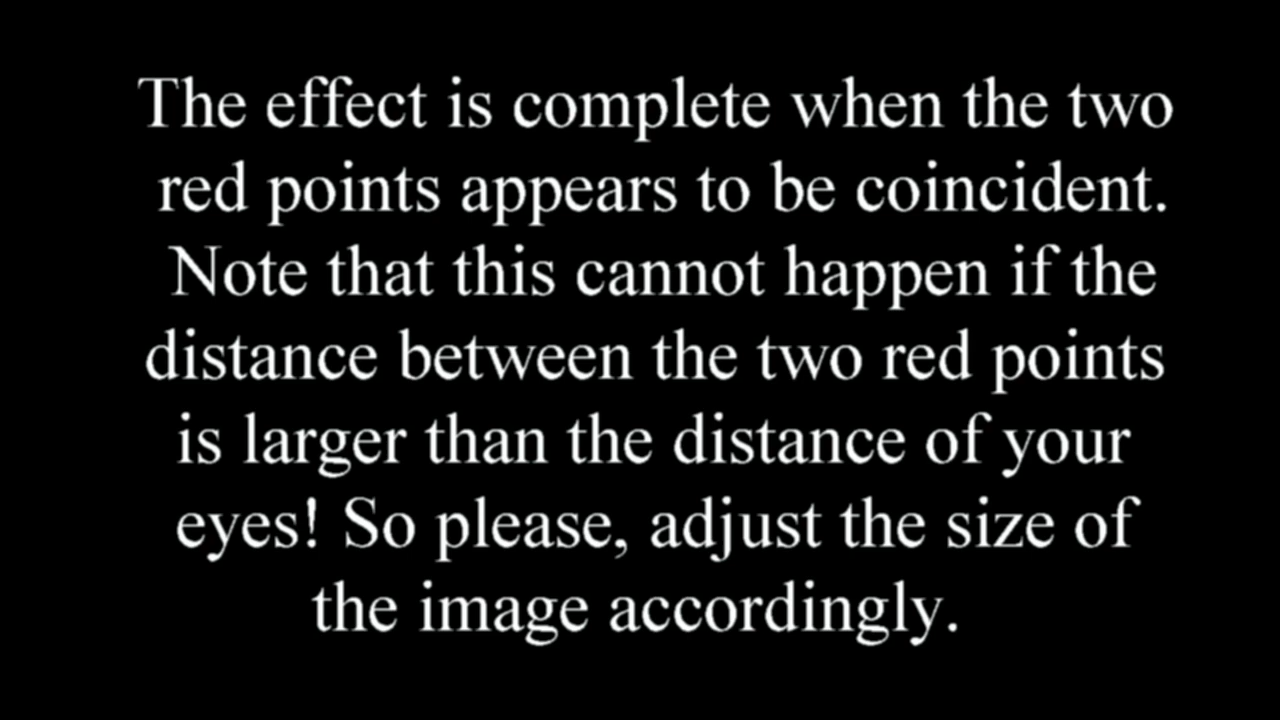 The effect is complete when the two
red points appears to be coincident.
Note that this cannot happen if the
distance between the two red points
is larger than the distance of your
eyes! So please, adjust the size of
the image accordingly.